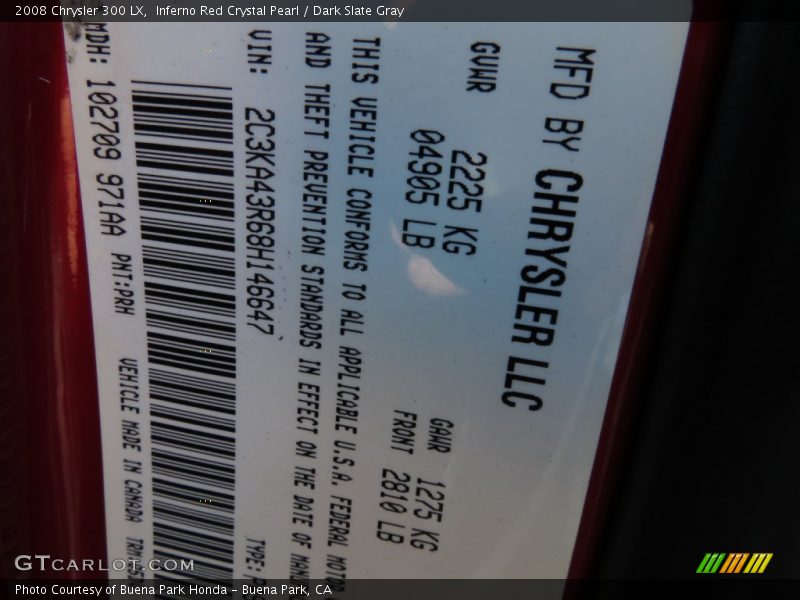 2008 Chrysler 300 LX,  Inferno Red Crystal Pearl / Dark Slate Gray
MFD BY CHRYSLER LLC
GVWR 2225 KG
04905 LB
GAWR 1275 KG
FRONT 2810 LB
THIS VEHICLE CONFORMS TO ALL APPLICABLE U.S.A. FEDERAL MOTOR
AND THEFT PREVENTION STANDARDS IN EFFECT ON THE DATE OF
VIN: 2C3KA43R68H146647 TYPE:
MDH: 102709 971AA PNT:PRH VEHICLE MADE IN CANADA
GTCARLOT.COM
Photo Courtesy of Buena Park Honda - Buena Park, CA